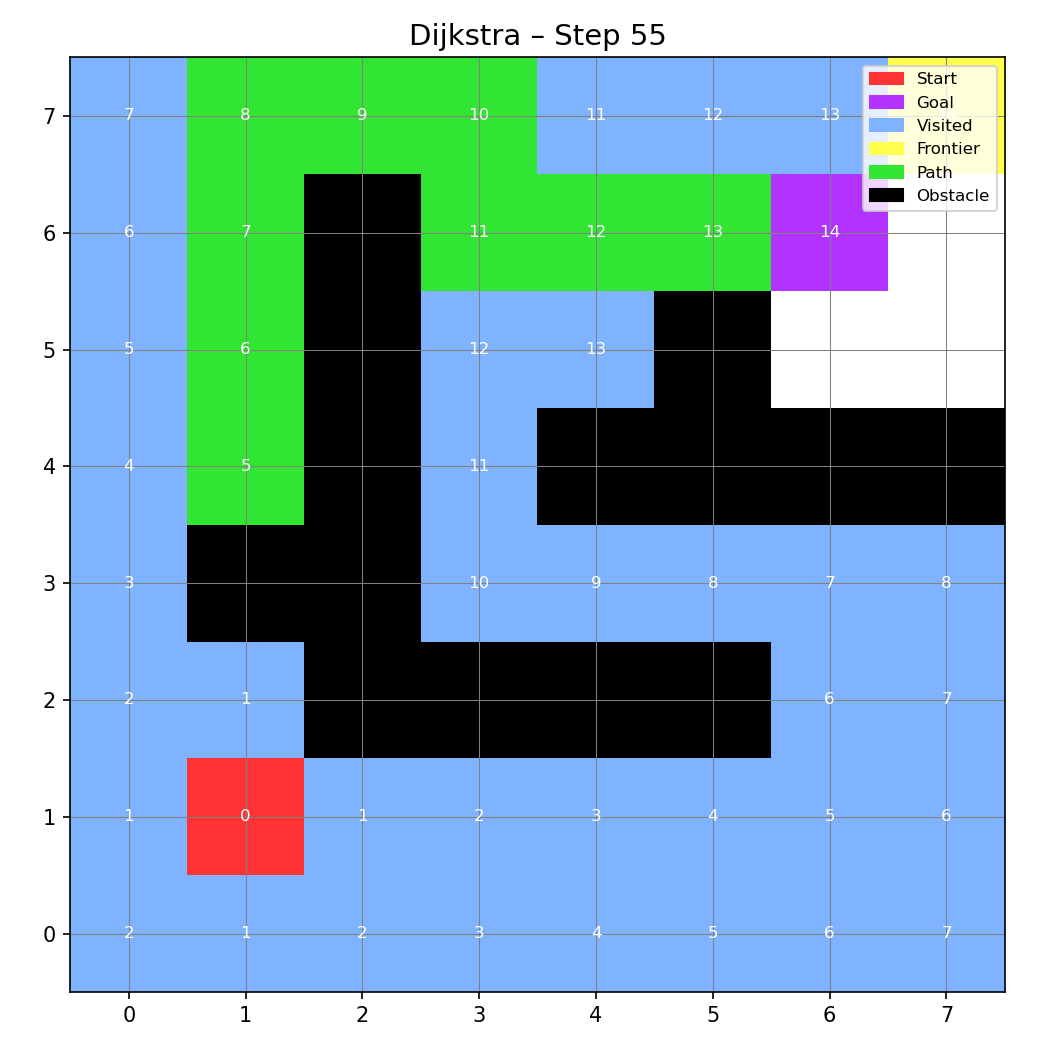 Dijkstra – Step 55
7 7 8 9 10 11 12 13
Start
Goal
Visited
Frontier
Path
Obstacle
6 6 7 11 12 13 14
5 5 6 12 13
4 4 5 11
3 3 10 9 8 7 8
2 2 1 6 7
1 1 0 1 2 3 4 5 6
0 2 1 2 3 4 5 6 7
0 1 2 3 4 5 6 7